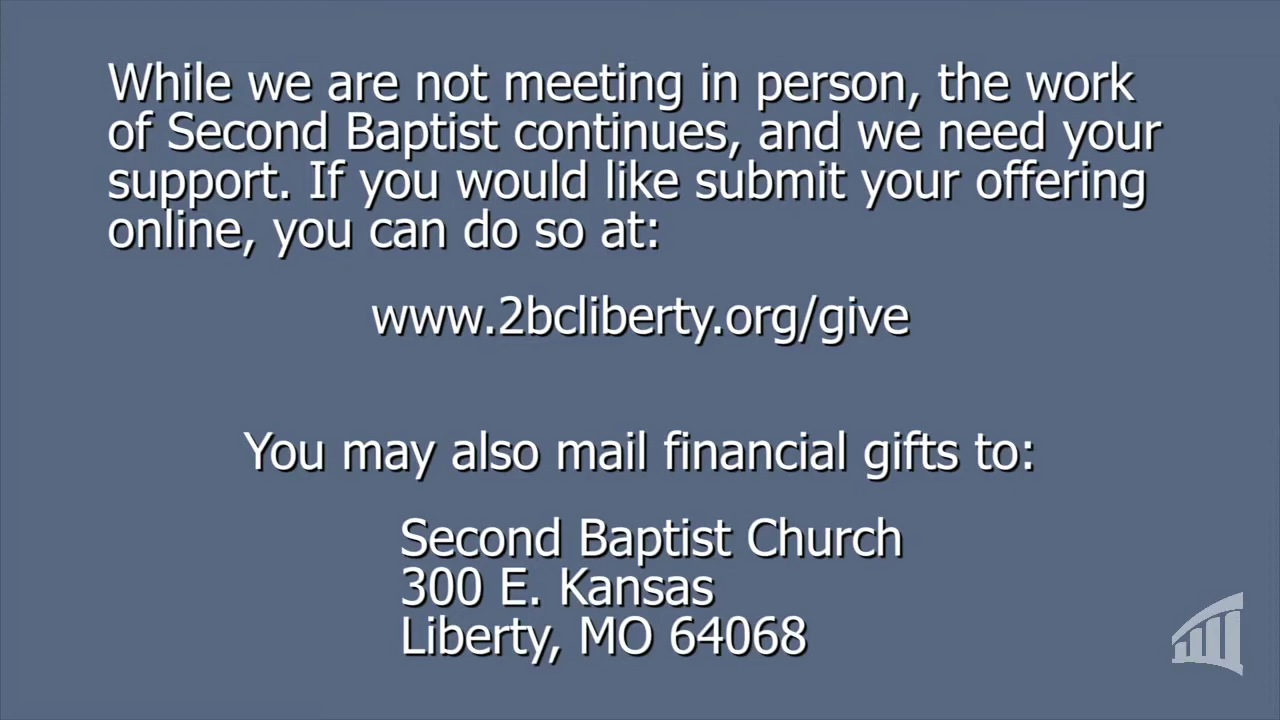 While we are not meeting in person, the work
of Second Baptist continues, and we need your
support. If you would like submit your offering
online, you can do so at:
www.2bcliberty.org/give
You may also mail financial gifts to:
Second Baptist Church
300 E. Kansas
Liberty, MO 64068